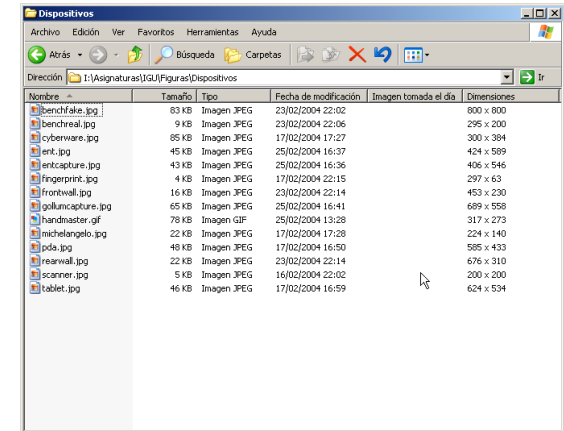 Dispositivos
Archivo Edición Ver Favoritos Herramientas Ayuda
Atrás Búsqueda Carpetas
Dirección I:\Asignaturas\IGU\Figuras\Dispositivos Ir
Nombre Tamaño Tipo Fecha de modificación Imagen tomada el día Dimensiones
benchfake.jpg 83 KB Imagen JPEG 23/02/2004 22:02 800 x 800
benchreal.jpg 9 KB Imagen JPEG 23/02/2004 22:06 295 x 200
cyberware.jpg 85 KB Imagen JPEG 17/02/2004 17:27 300 x 384
ent.jpg 45 KB Imagen JPEG 25/02/2004 16:37 424 x 589
entcapture.jpg 43 KB Imagen JPEG 25/02/2004 16:36 406 x 546
fingerprint.jpg 4 KB Imagen JPEG 17/02/2004 22:15 297 x 63
frontwall.jpg 16 KB Imagen JPEG 23/02/2004 22:14 453 x 230
gollumcapture.jpg 65 KB Imagen JPEG 25/02/2004 16:41 689 x 558
handmaster.gif 78 KB Imagen GIF 25/02/2004 13:28 317 x 273
michelangelo.jpg 22 KB Imagen JPEG 17/02/2004 17:28 224 x 140
pda.jpg 48 KB Imagen JPEG 17/02/2004 16:50 585 x 433
rearwall.jpg 22 KB Imagen JPEG 23/02/2004 22:14 676 x 310
scanner.jpg 5 KB Imagen JPEG 16/02/2004 22:02 200 x 200
tablet.jpg 46 KB Imagen JPEG 17/02/2004 16:59 624 x 534